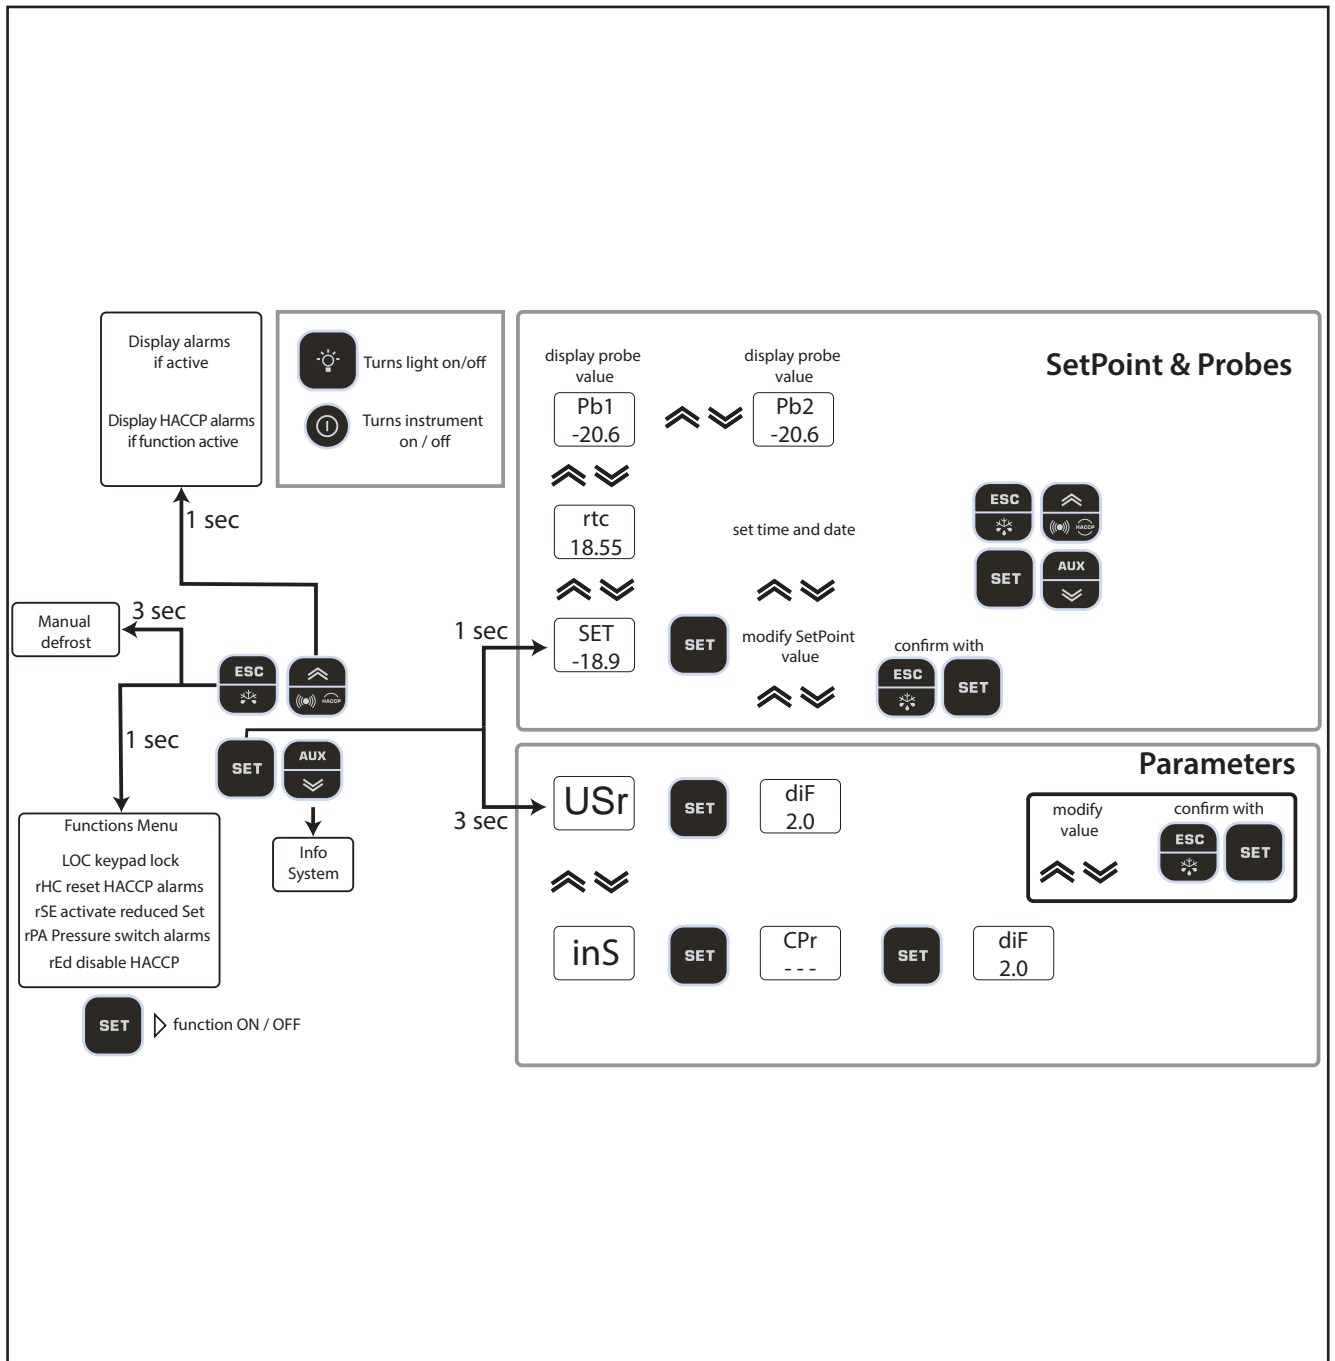 Display alarms
if active
Display HACCP alarms
if function active
Turns light on/off
Turns instrument
on / off
1 sec
3 sec
Manual
defrost
ESC
HACCP
1 sec
SET
AUX
Info
System
Functions Menu
LOC keypad lock
rHC reset HACCP alarms
rSE activate reduced Set
rPA Pressure switch alarms
rEd disable HACCP
SET
function ON / OFF
1 sec
3 sec
SetPoint & Probes
display probe
value
Pb1
-20.6
display probe
value
Pb2
-20.6
rtc
18.55
set time and date
ESC
HACCP
SET
AUX
SET
-18.9
SET
modify SetPoint
value
confirm with
ESC
SET
Parameters
USr
SET
diF
2.0
modify
value
confirm with
ESC
SET
inS
SET
CPr
- - -
SET
diF
2.0